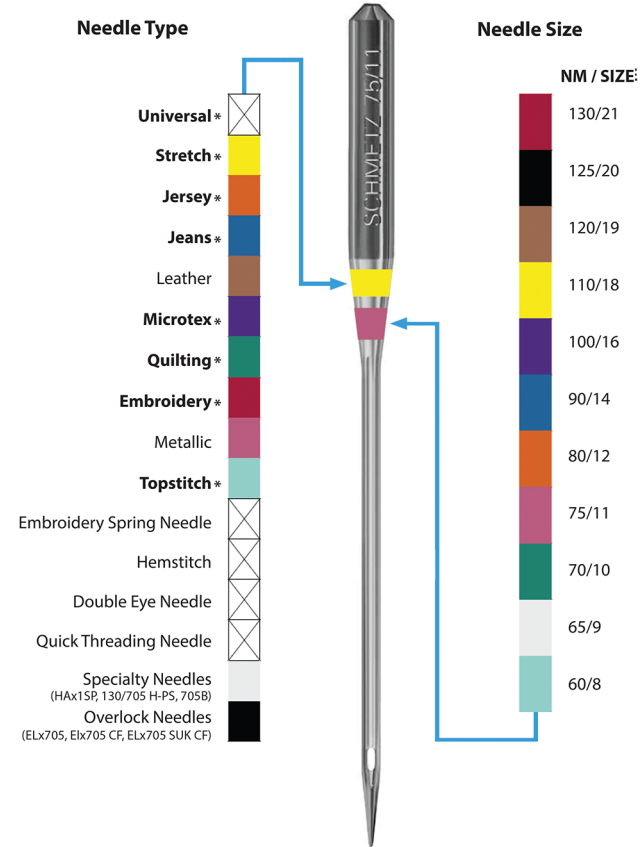 Needle Type
Universal*
Stretch*
Jersey*
Jeans*
Leather
Microtex*
Quilting*
Embroidery*
Metallic
Topstitch*
Embroidery Spring Needle
Hemstitch
Double Eye Needle
Quick Threading Needle
Specialty Needles
(HAx1SP, 130/705 H-PS, 705B)
Overlock Needles
(ELx705, Elx705 CF, ELx705 SUK CF)
SCHMETZ 75/11
Needle Size
NM / SIZE
130/21
125/20
120/19
110/18
100/16
90/14
80/12
75/11
70/10
65/9
60/8